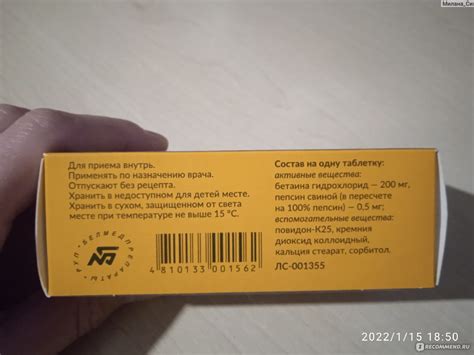 Милана_Сн
Для приема внутрь.
Применять по назначению врача.
Отпускают без рецепта.
Хранить в недоступном для детей месте.
Хранить в сухом, защищенном от света
месте при температуре не выше 15 °С.
РУП «БЕЛМЕДПРЕПАРАТЫ»
4 810133 001562
Состав на одну таблетку:
активные вещества:
бетаина гидрохлорид — 200 мг,
пепсин свиной (в пересчете
на 100% пепсин) — 0,5 мг;
вспомогательные вещества:
повидон-К25, кремния
диоксид коллоидный,
кальция стеарат, сорбитол.
ЛС-001355
2022/1/15 18:50
RECOMMEND.RU